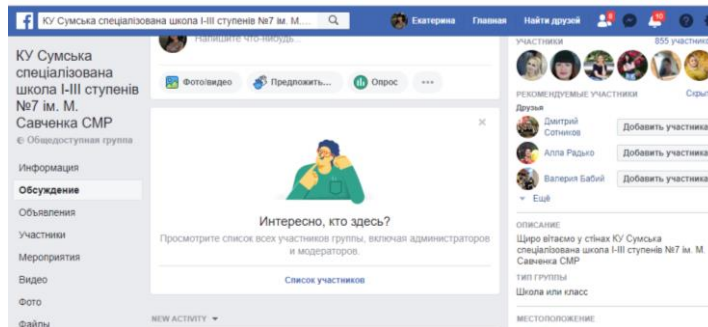 КУ Сумська спеціалізована школа І-ІІІ ступенів №7 ім. М....
Екатерина
Главная
Найти друзей
КУ Сумська
спеціалізована
школа І-ІІІ ступенів
№7 ім. М.
Савченка СМР
Общедоступная группа
Информация
Обсуждение
Объявления
Участники
Мероприятия
Видео
Фото
Файлы
Напишите что-нибудь...
Фото/видео
Предложить...
Опрос
Интересно, кто здесь?
Просмотрите список всех участников группы, включая администраторов
и модераторов.
Список участников
NEW ACTIVITY
УЧАСТНИКИ
855 участника
РЕКОМЕНДУЕМЫЕ УЧАСТНИКИ
Скрыт
Друзья
Дмитрий
Сотников
Добавить участника
Алла Радько
Добавить участника
Валерия Бабий
Добавить участника
Ещё
ОПИСАНИЕ
Щиро вітаємо у стінах КУ Сумська
спеціалізована школа І-ІІІ ступенів №7 ім. М.
Савченка СМР
ТИП ГРУППЫ
Школа или класс
МЕСТОПОЛОЖЕНИЕ